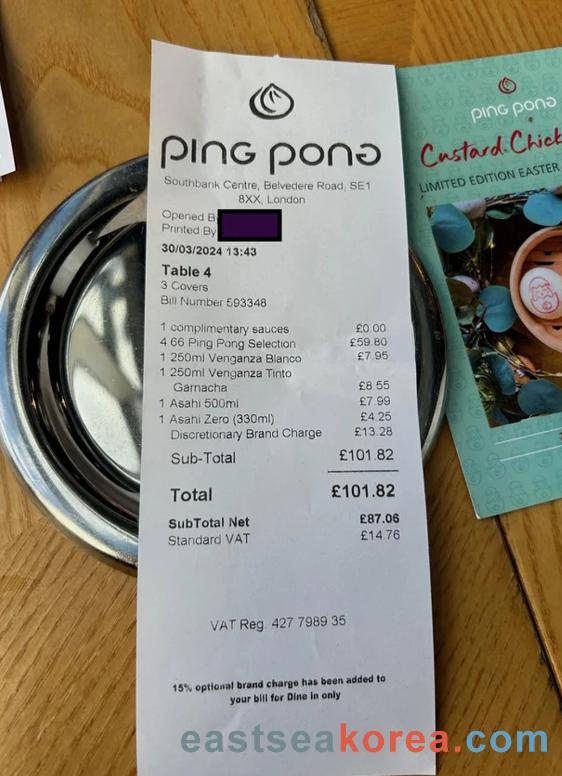 ping pong
Southbank Centre, Belvedere Road, SE1
8XX, London
Opened B
Printed By
30/03/2024 13:43
Table 4
3 Covers
Bill Number 593348
1 complimentary sauces £0.00
4 66 Ping Pong Selection £59.80
1 250ml Venganza Blanco £7.95
1 250ml Venganza Tinto
Garnacha £8.55
1 Asahi 500ml £7.99
1 Asahi Zero (330ml) £4.25
Discretionary Brand Charge £13.28
Sub-Total £101.82
Total £101.82
SubTotal Net £87.06
Standard VAT £14.76
VAT Reg 427 7989 35
15% optional brand charge has been added to
your bill for Dine in only
ping pong
Custard Chick
LIMITED EDITION EASTER
eastseakorea.com